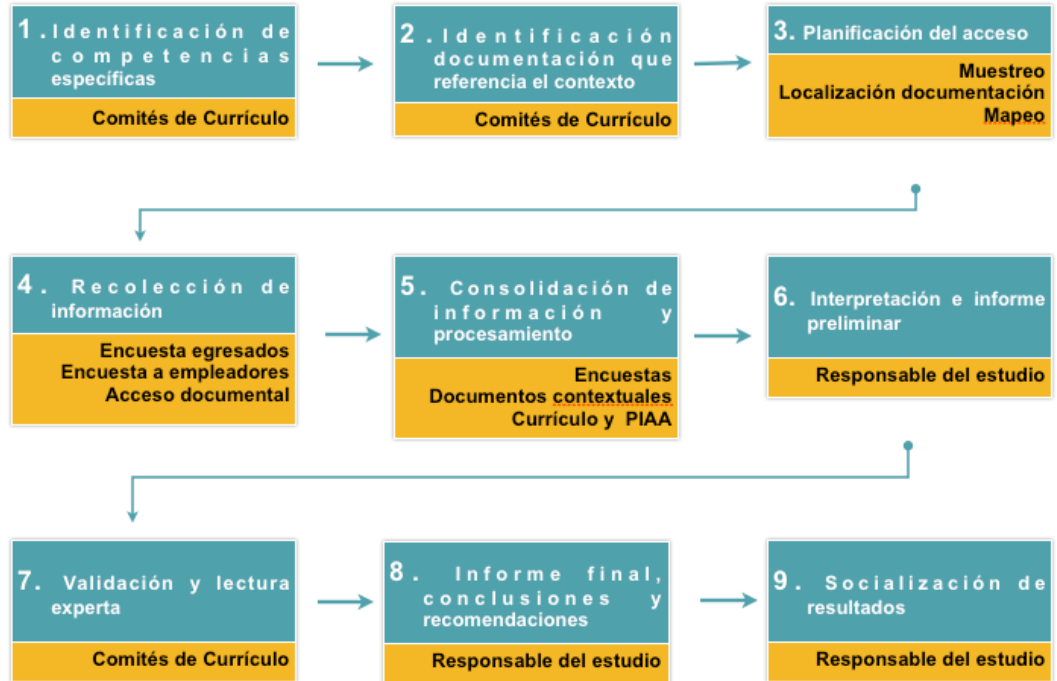 1. Identificación de
competencias
específicas
Comités de Currículo
2. Identificación
documentación que
referencia el contexto
Comités de Currículo
3. Planificación del acceso
Muestreo
Localización documentación
Mapeo
4. Recolección de
información
Encuesta egresados
Encuesta a empleadores
Acceso documental
5. Consolidación de
información y
procesamiento
Encuestas
Documentos contextuales
Currículo y PIAA
6. Interpretación e informe
preliminar
Responsable del estudio
7. Validación y lectura
experta
Comités de Currículo
8. Informe final,
conclusiones y
recomendaciones
Responsable del estudio
9. Socialización de
resultados
Responsable del estudio